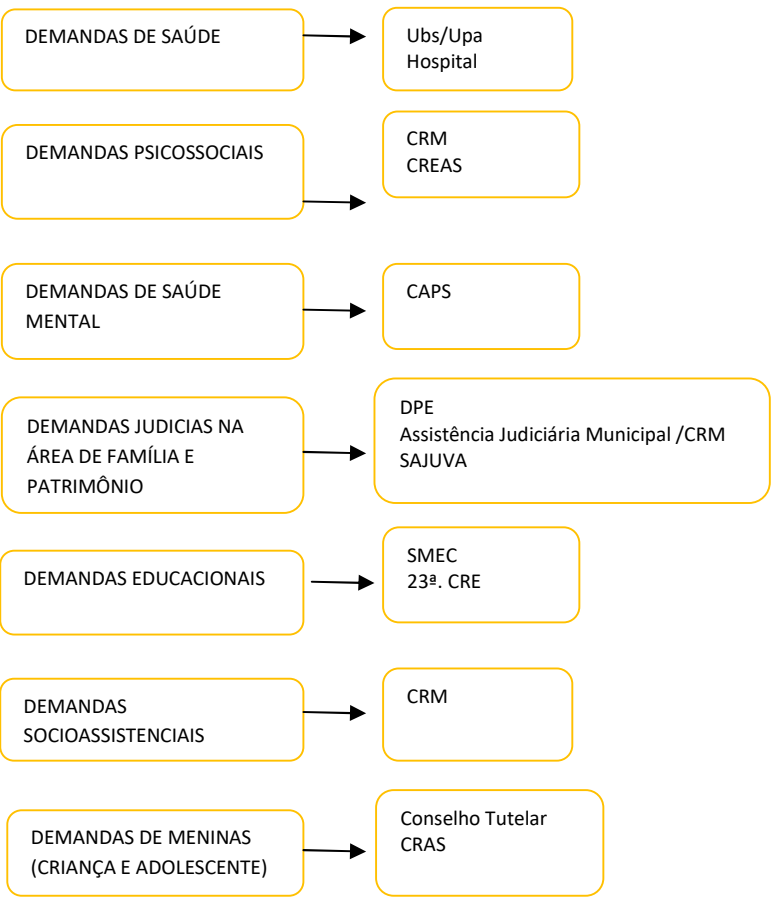 DEMANDAS DE SAÚDE
Ubs/Upa
Hospital
DEMANDAS PSICOSSOCIAIS
CRM
CREAS
DEMANDAS DE SAÚDE
MENTAL
CAPS
DEMANDAS JUDICIAS NA
ÁREA DE FAMÍLIA E
PATRIMÔNIO
DPE
Assistência Judiciária Municipal /CRM
SAJUVA
DEMANDAS EDUCACIONAIS
SMEC
23ª. CRE
DEMANDAS
SOCIOASSISTENCIAIS
CRM
DEMANDAS DE MENINAS
(CRIANÇA E ADOLESCENTE)
Conselho Tutelar
CRAS